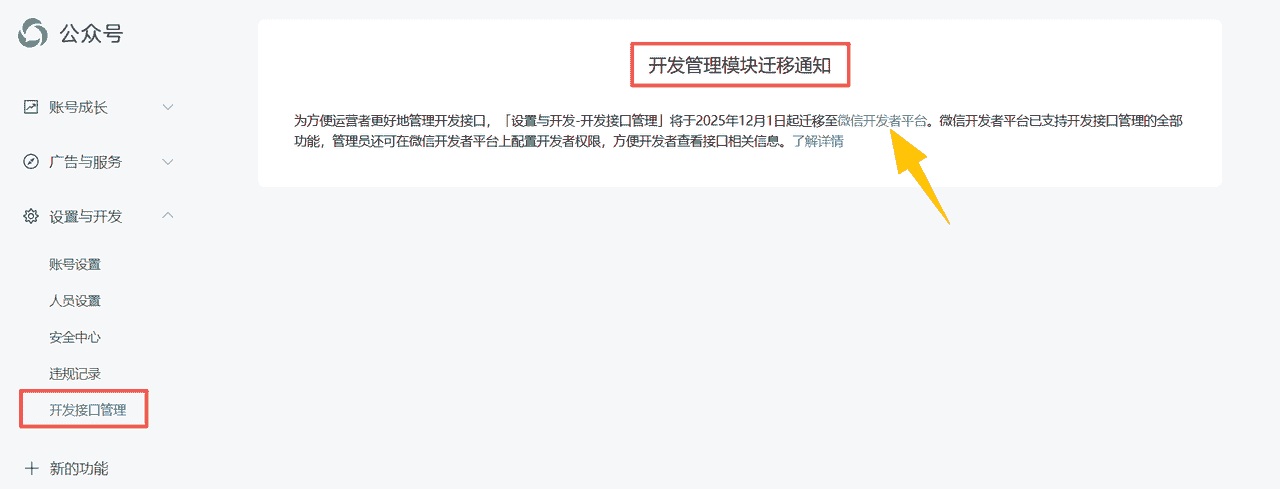 公众号
账号成长
广告与服务
设置与开发
账号设置
人员设置
安全中心
违规记录
开发接口管理
新的功能
开发管理模块迁移通知
为方便运营者更好地管理开发接口，「设置与开发-开发接口管理」将于2025年12月1日起迁移至微信开发者平台。微信开发者平台已支持开发接口管理的全部
功能，管理员还可在微信开发者平台上配置开发者权限，方便开发者查看接口相关信息。了解详情